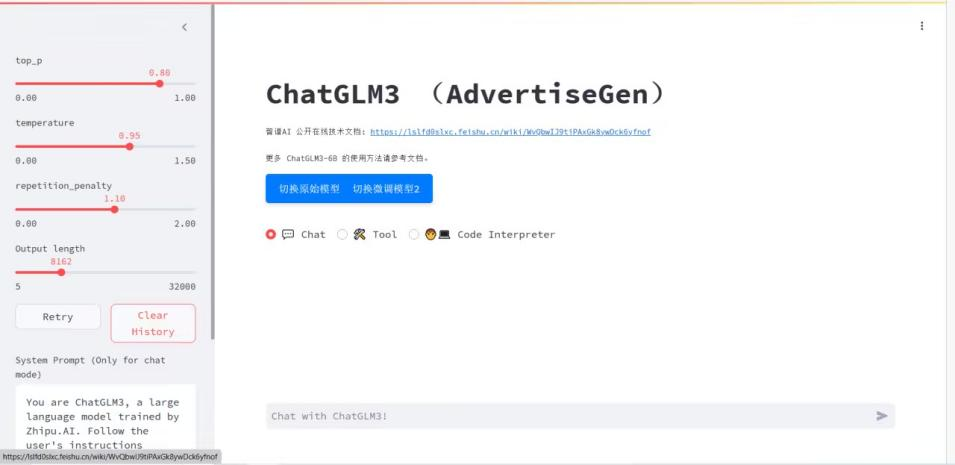 top_p
0.80
0.00 1.00
temperature
0.95
0.00 1.50
repetition_penalty
1.10
0.00 2.00
Output length
8162
5 32000
Retry
Clear
History
System Prompt (Only for chat
mode)
You are ChatGLM3, a large
language model trained by
Zhipu.AI. Follow the
user's instructions
https://lslfd0slxc.feishu.cn/wiki/WvQbwIJ9tiPAxGk8ywDck6yfnof
ChatGLM3 （AdvertiseGen）
智谱AI 公开在线技术文档: https://lslfd0slxc.feishu.cn/wiki/WvQbwIJ9tiPAxGk8ywDck6yfnof
更多 ChatGLM3-6B 的使用方法请参考文档。
切换原始模型 切换微调模型2
Chat Tool Code Interpreter
Chat with ChatGLM3!